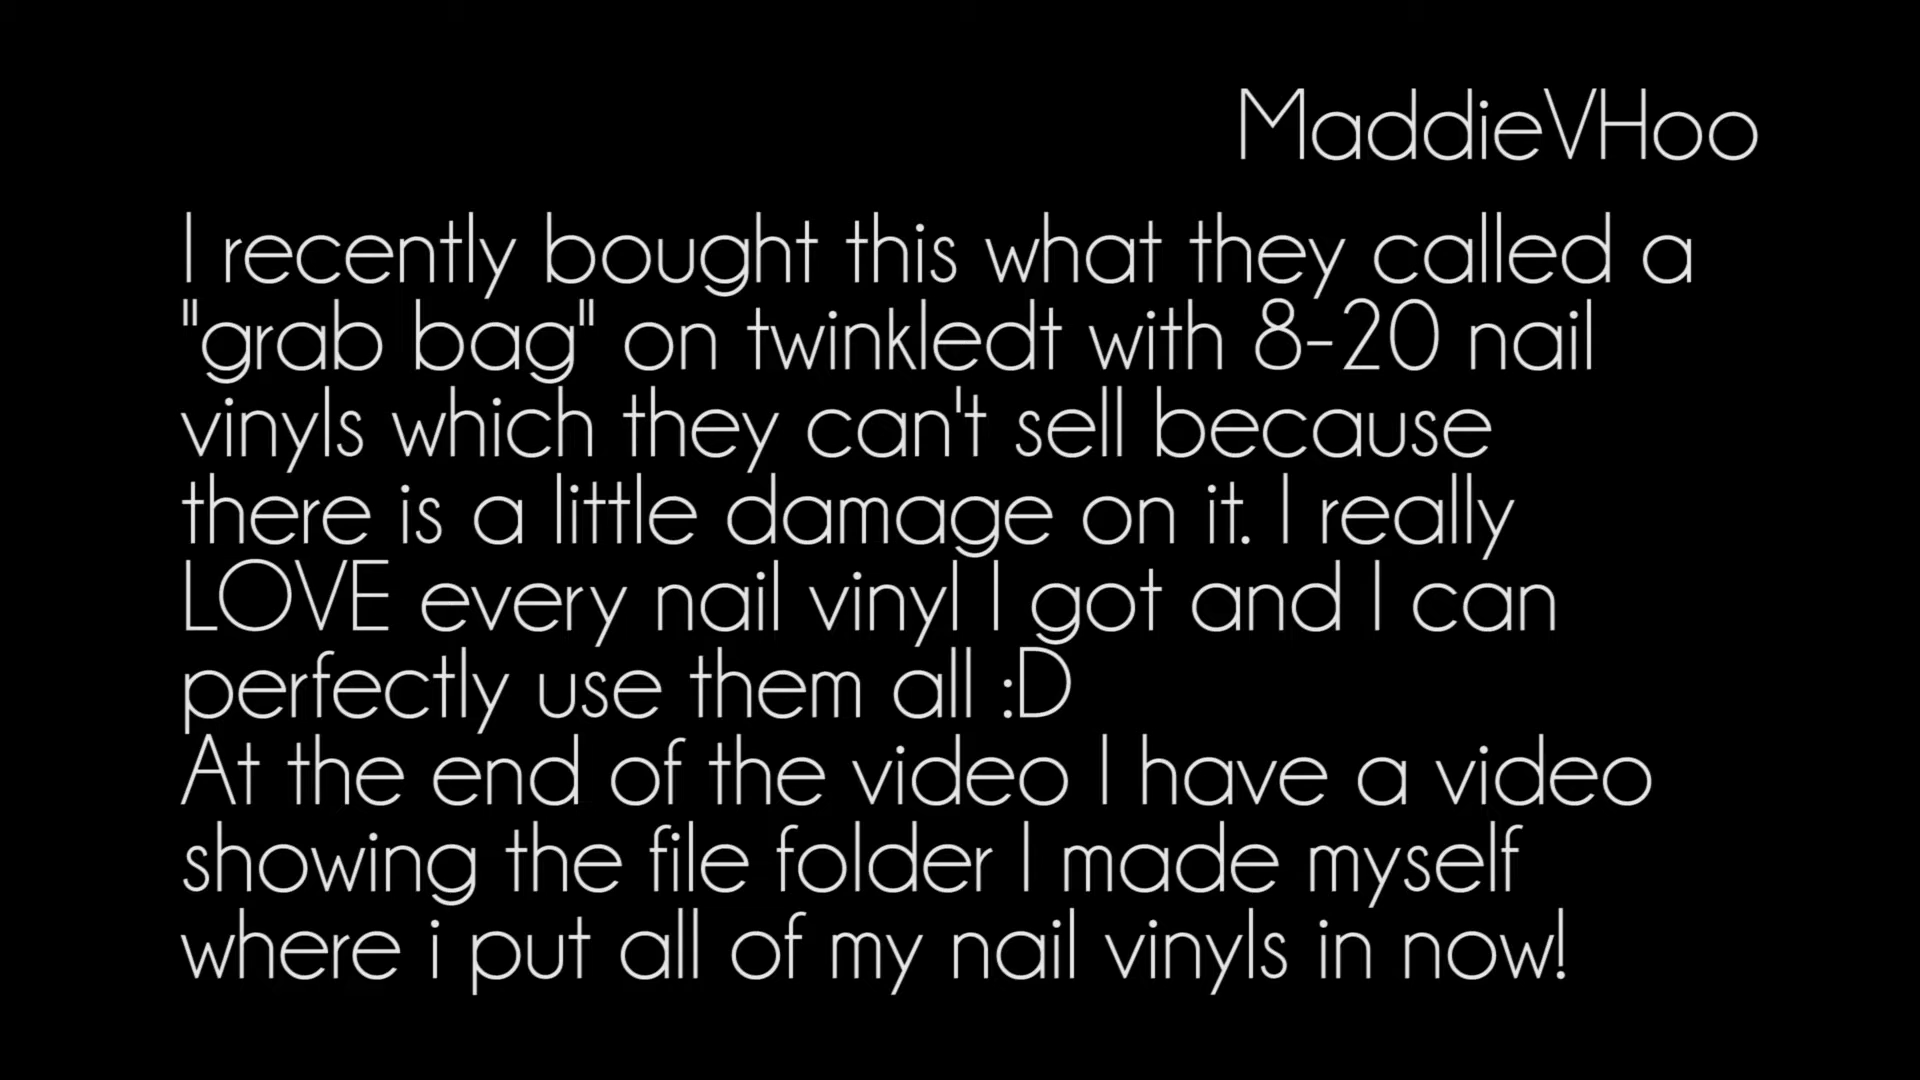 MaddieVHoo
I recently bought this what they called a
"grab bag" on twinkledt with 8-20 nail
vinyls which they can't sell because
there is a little damage on it. I really
LOVE every nail vinyl I got and I can
perfectly use them all :D
At the end of the video I have a video
showing the file folder I made myself
where i put all of my nail vinyls in now!